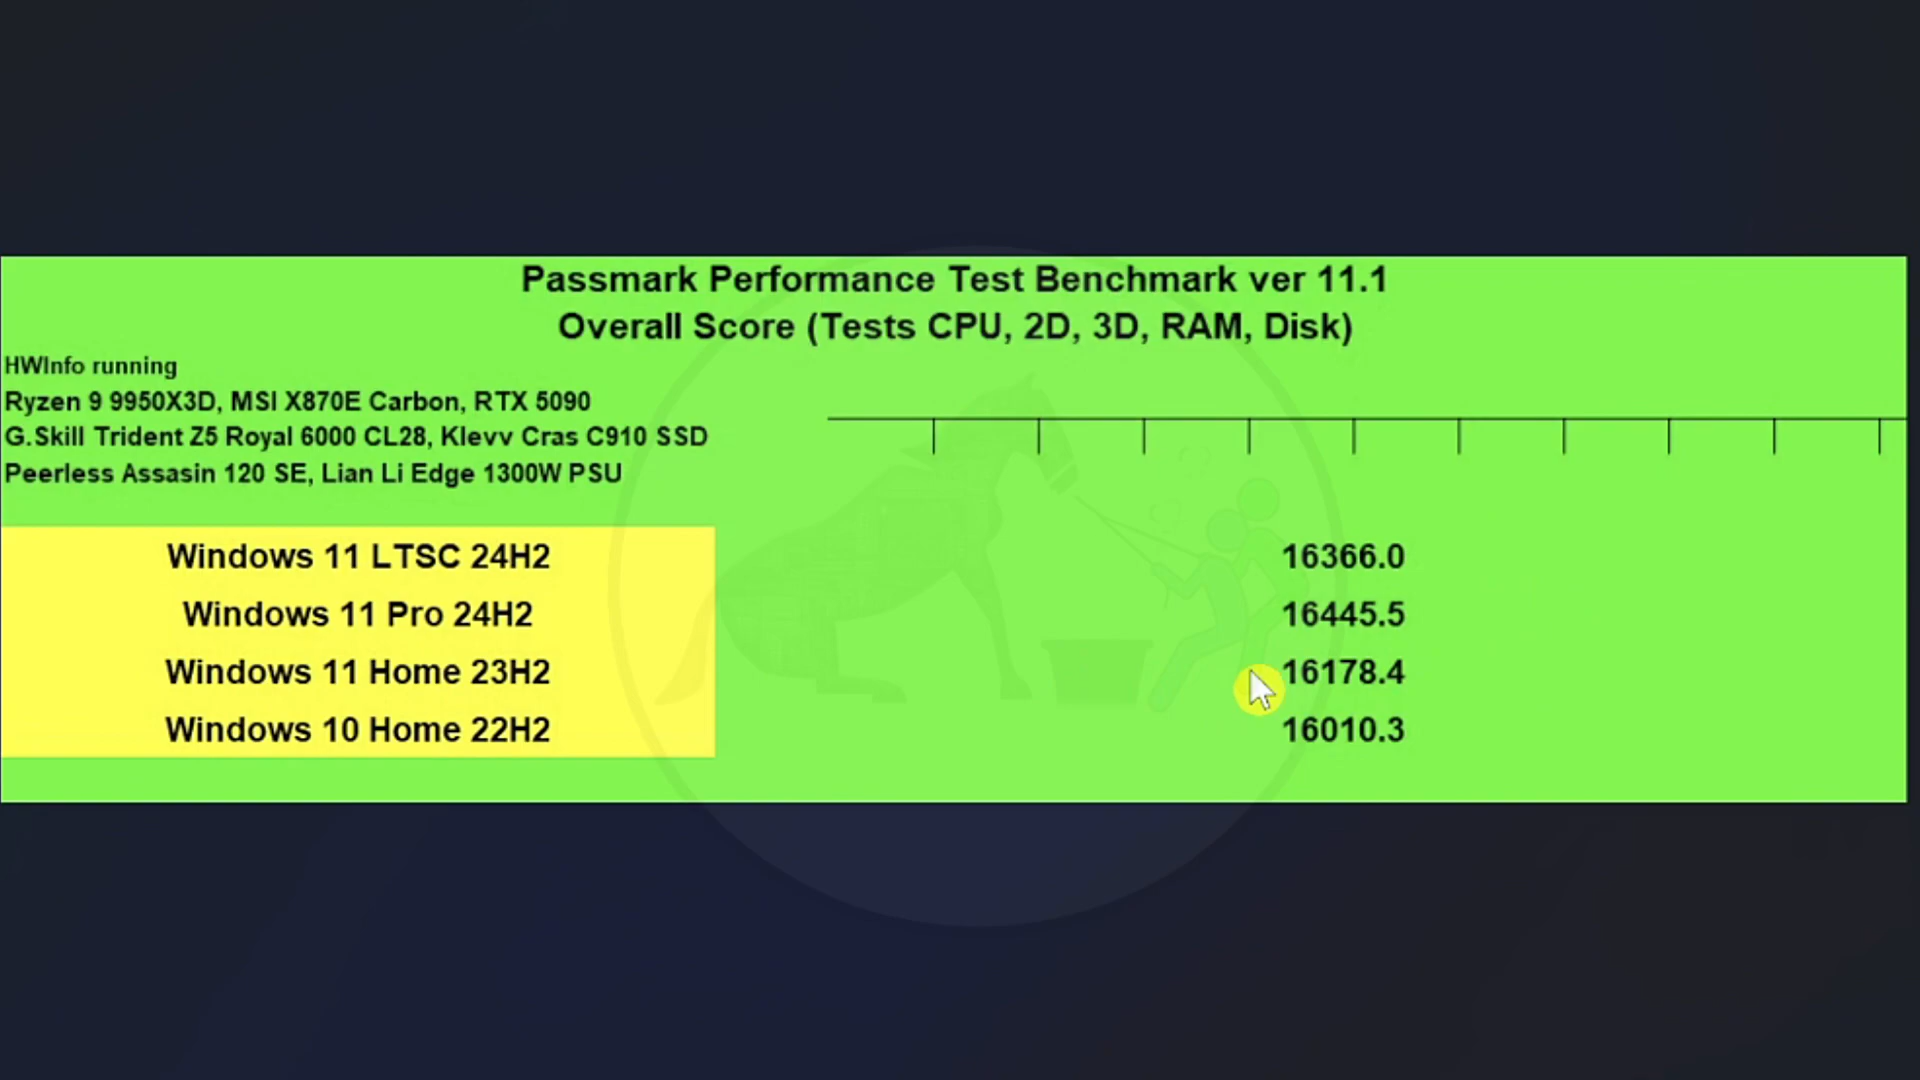 Passmark Performance Test Benchmark ver 11.1
Overall Score (Tests CPU, 2D, 3D, RAM, Disk)
HWInfo running
Ryzen 9 9950X3D, MSI X870E Carbon, RTX 5090
G.Skill Trident Z5 Royal 6000 CL28, Klevv Cras C910 SSD
Peerless Assasin 120 SE, Lian Li Edge 1300W PSU
Windows 11 LTSC 24H2 16366.0
Windows 11 Pro 24H2 16445.5
Windows 11 Home 23H2 16178.4
Windows 10 Home 22H2 16010.3